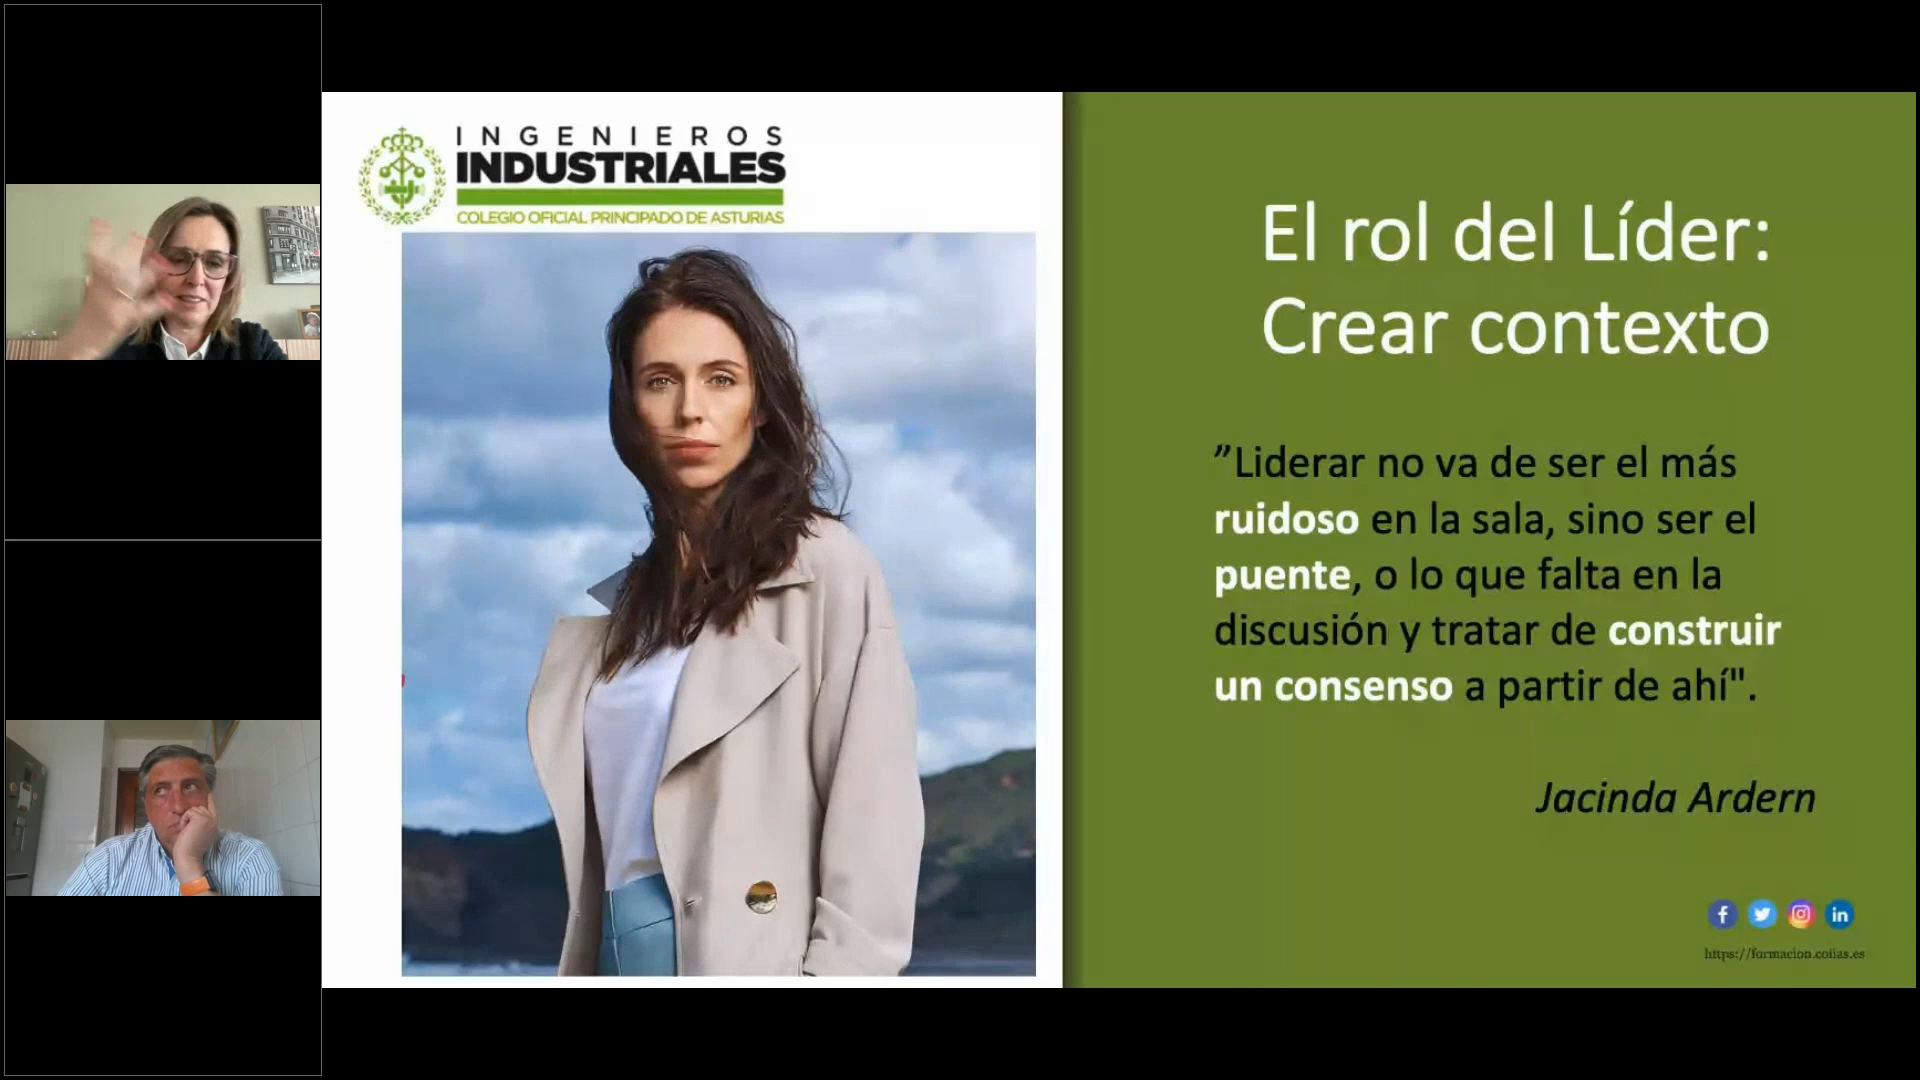 INGENIEROS
INDUSTRIALES
COLEGIO OFICIAL PRINCIPADO DE ASTURIAS
El rol del Líder:
Crear contexto
”Liderar no va de ser el más
ruidoso en la sala, sino ser el
puente, o lo que falta en la
discusión y tratar de construir
un consenso a partir de ahí".
Jacinda Ardern
https://formacion.coiias.es